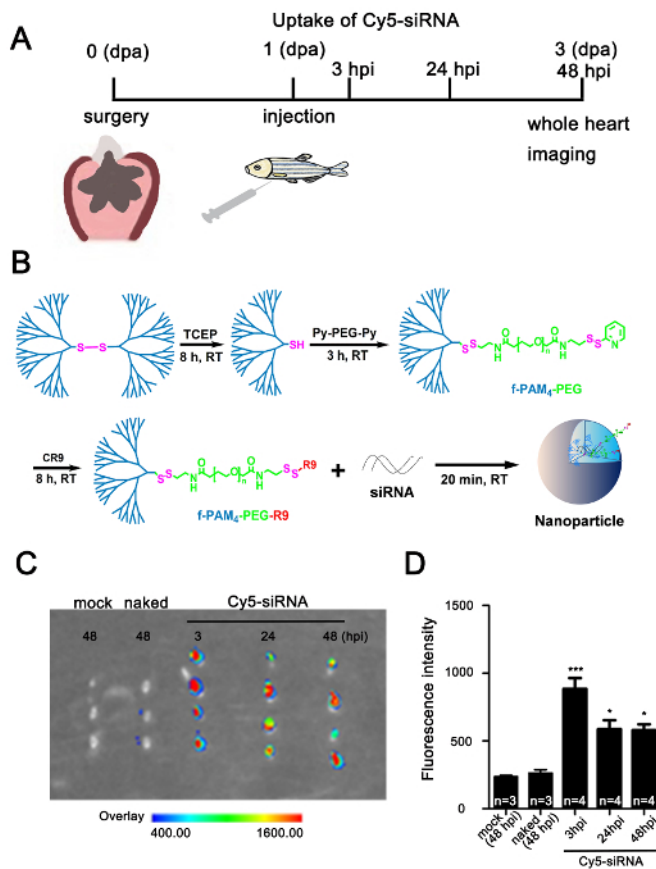 A
Uptake of Cy5-siRNA
0 (dpa)
1 (dpa)
3 (dpa)
3 hpi
24 hpi
48 hpi
surgery
injection
whole heart
imaging
B
S S
TCEP
8 h, RT
SH
Py-PEG-Py
3 h, RT
S S N H O O n O N H S S N
f-PAM₄-PEG
CR9
8 h, RT
S S N H O O n O N H S S R9
f-PAM₄-PEG-R9
+
siRNA
20 min, RT
Nanoparticle
C
mock naked Cy5-siRNA
48 48 3 24 48 (hpi)
Overlay
400.00 1600.00
D
Fluorescence intensity
1500
1000
500
0
***
*
*
n=3 n=3 n=4 n=4 n=4
mock (48 hpi)
naked (48 hpi)
3hpi
24hpi
48hpi
Cy5-siRNA